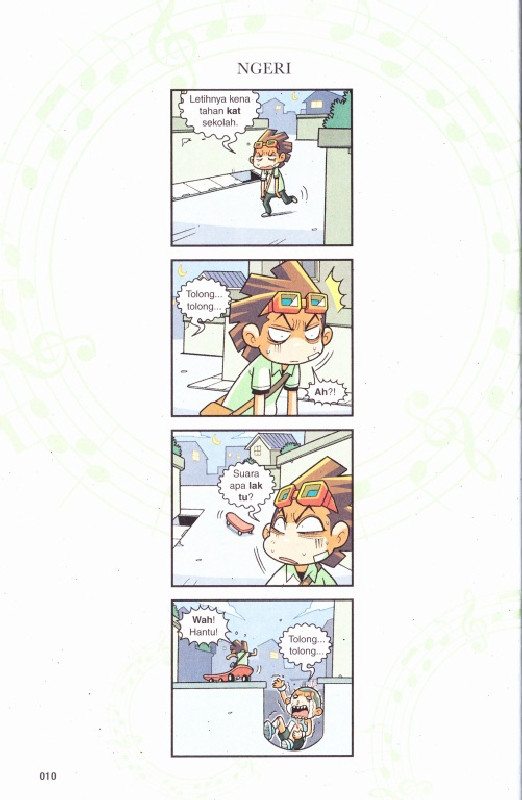 NGERI
Letihnya kena
tahan kat
sekolah.
Tolong...
tolong...
Ah?!
Suara
apa lak
tu?
Wah!
Hantu!
Tolong...
tolong...
010